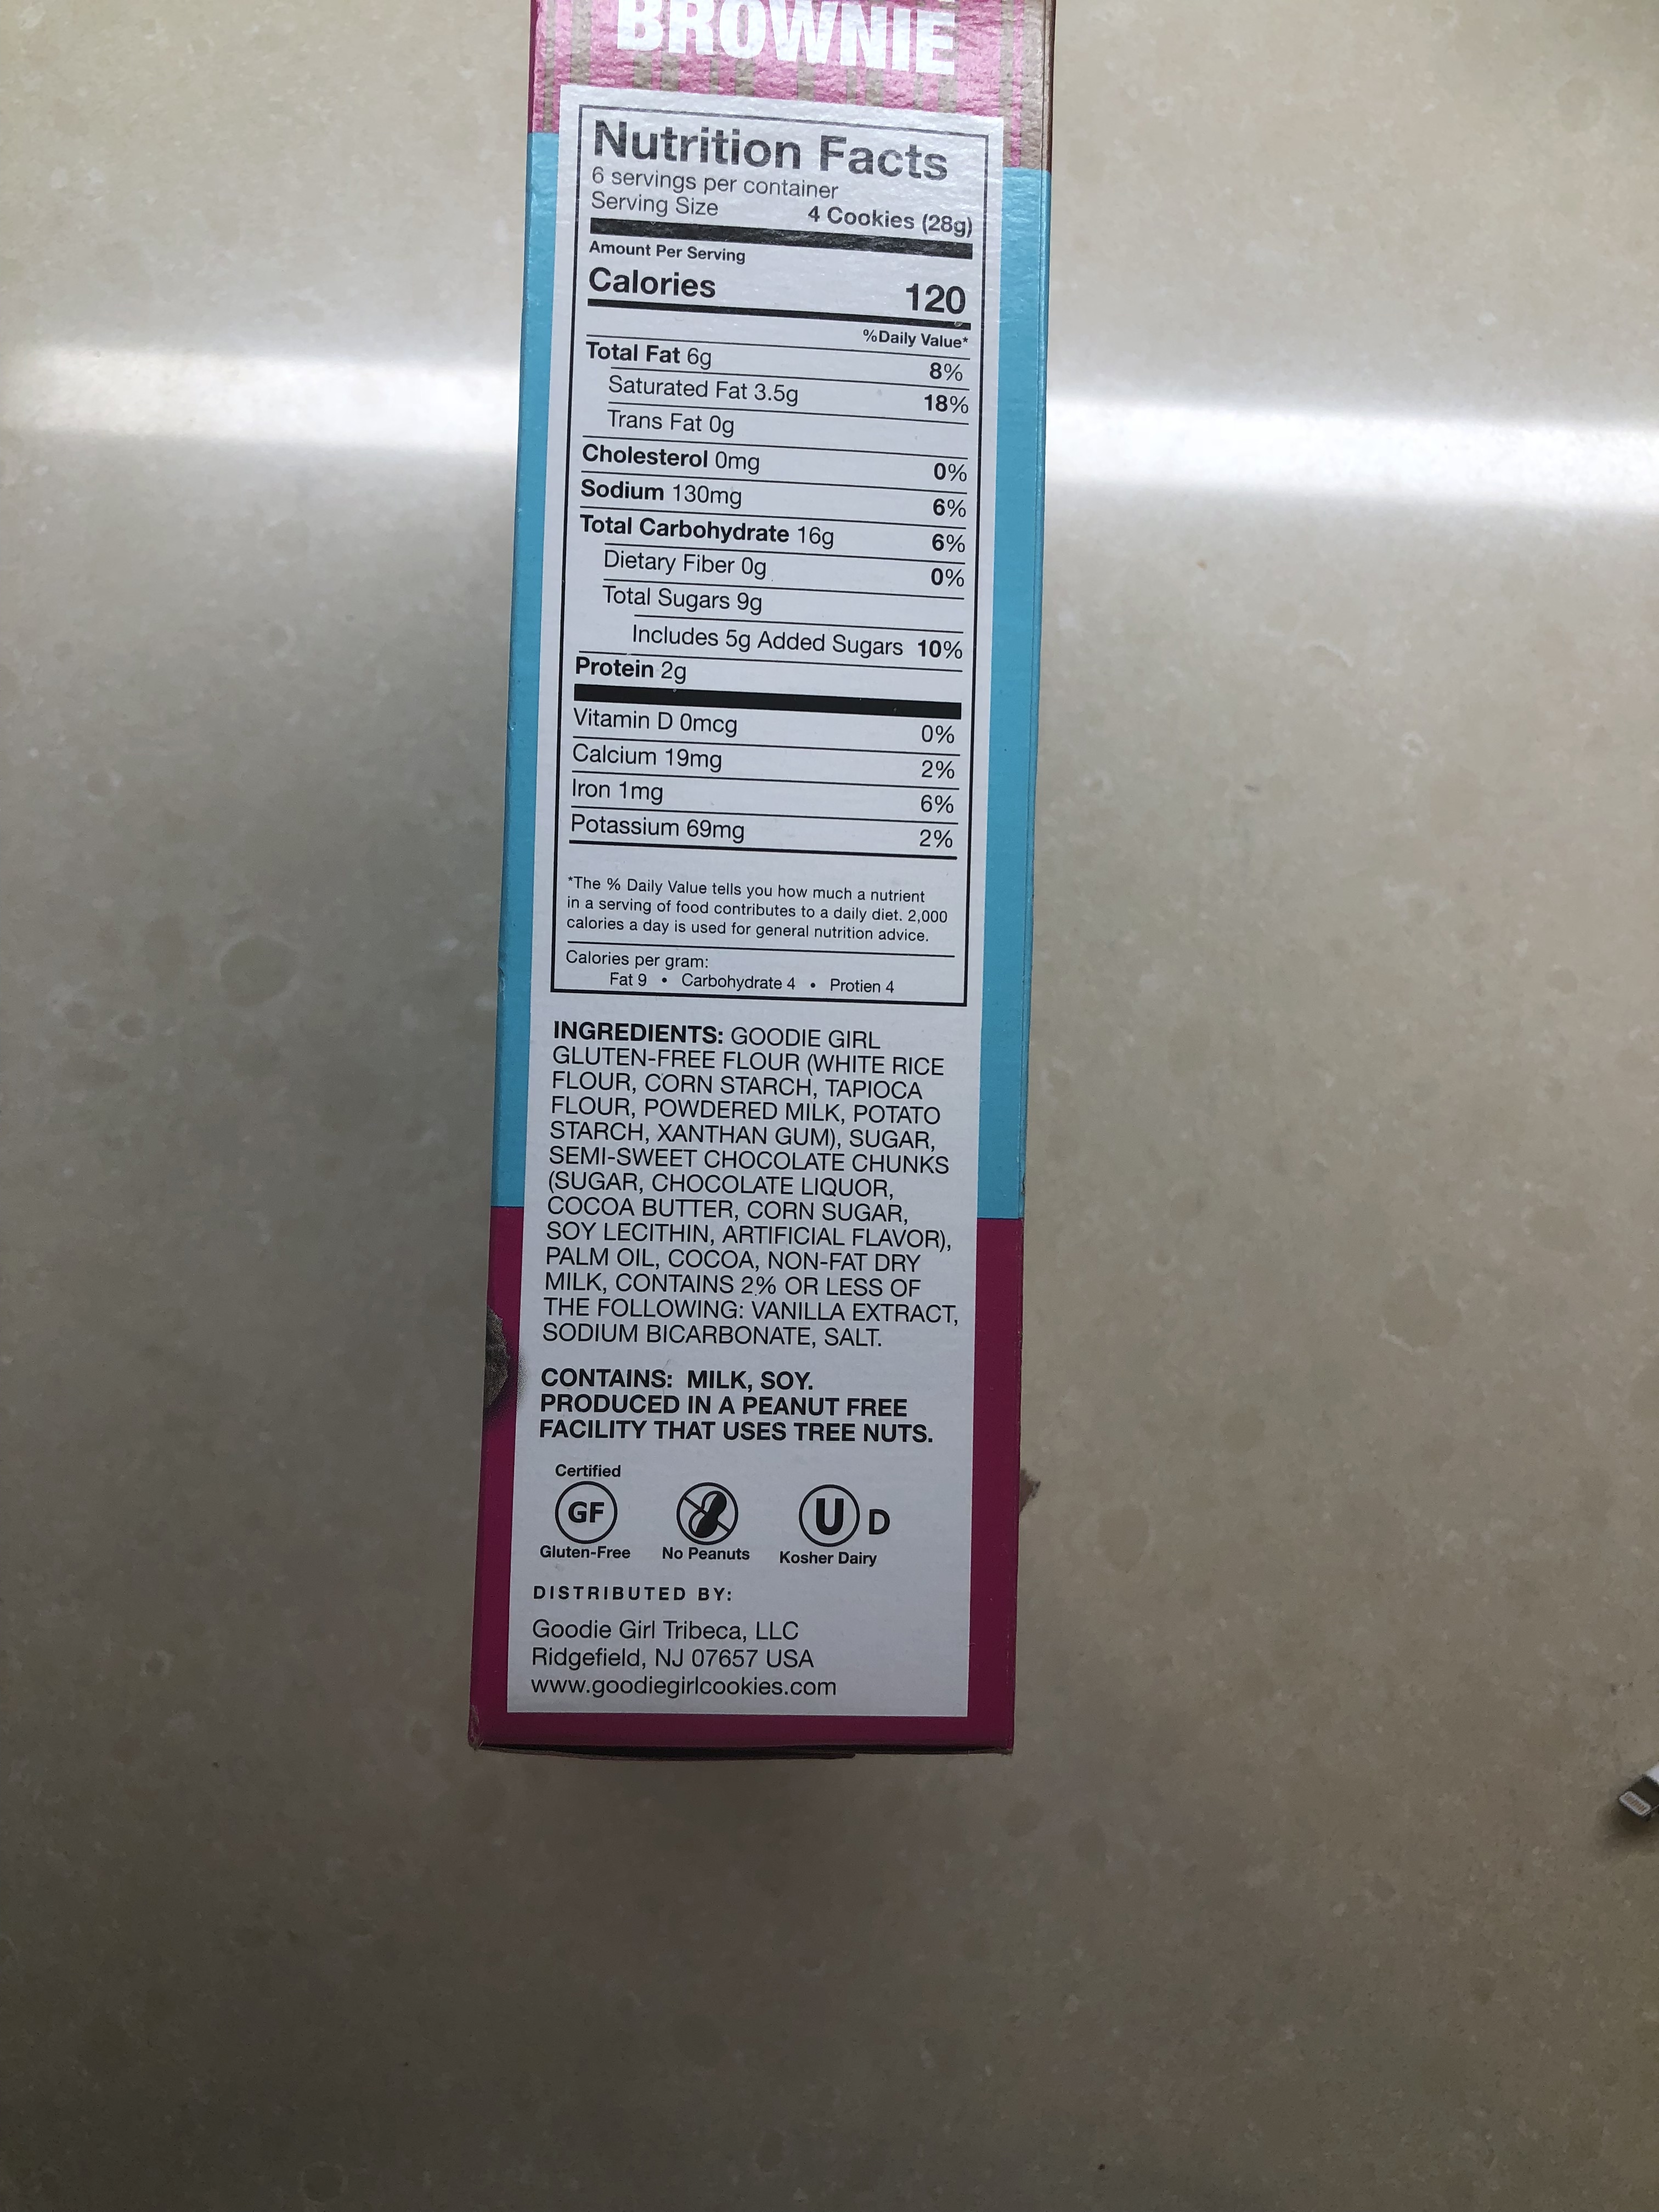 BROWNIE
Nutrition Facts
6 servings per container
Serving Size 4 Cookies (28g)
Amount Per Serving
Calories 120
%Daily Value*
Total Fat 6g 8%
Saturated Fat 3.5g 18%
Trans Fat 0g
Cholesterol 0mg 0%
Sodium 130mg 6%
Total Carbohydrate 16g 6%
Dietary Fiber 0g 0%
Total Sugars 9g
Includes 5g Added Sugars 10%
Protein 2g
Vitamin D 0mcg 0%
Calcium 19mg 2%
Iron 1mg 6%
Potassium 69mg 2%
*The % Daily Value tells you how much a nutrient
in a serving of food contributes to a daily diet. 2,000
calories a day is used for general nutrition advice.
Calories per gram:
Fat 9 • Carbohydrate 4 • Protien 4
INGREDIENTS: GOODIE GIRL
GLUTEN-FREE FLOUR (WHITE RICE
FLOUR, CORN STARCH, TAPIOCA
FLOUR, POWDERED MILK, POTATO
STARCH, XANTHAN GUM), SUGAR,
SEMI-SWEET CHOCOLATE CHUNKS
(SUGAR, CHOCOLATE LIQUOR,
COCOA BUTTER, CORN SUGAR,
SOY LECITHIN, ARTIFICIAL FLAVOR),
PALM OIL, COCOA, NON-FAT DRY
MILK, CONTAINS 2% OR LESS OF
THE FOLLOWING: VANILLA EXTRACT,
SODIUM BICARBONATE, SALT.
CONTAINS: MILK, SOY.
PRODUCED IN A PEANUT FREE
FACILITY THAT USES TREE NUTS.
Certified
GF U D
Gluten-Free No Peanuts Kosher Dairy
DISTRIBUTED BY:
Goodie Girl Tribeca, LLC
Ridgefield, NJ 07657 USA
www.goodiegirlcookies.com